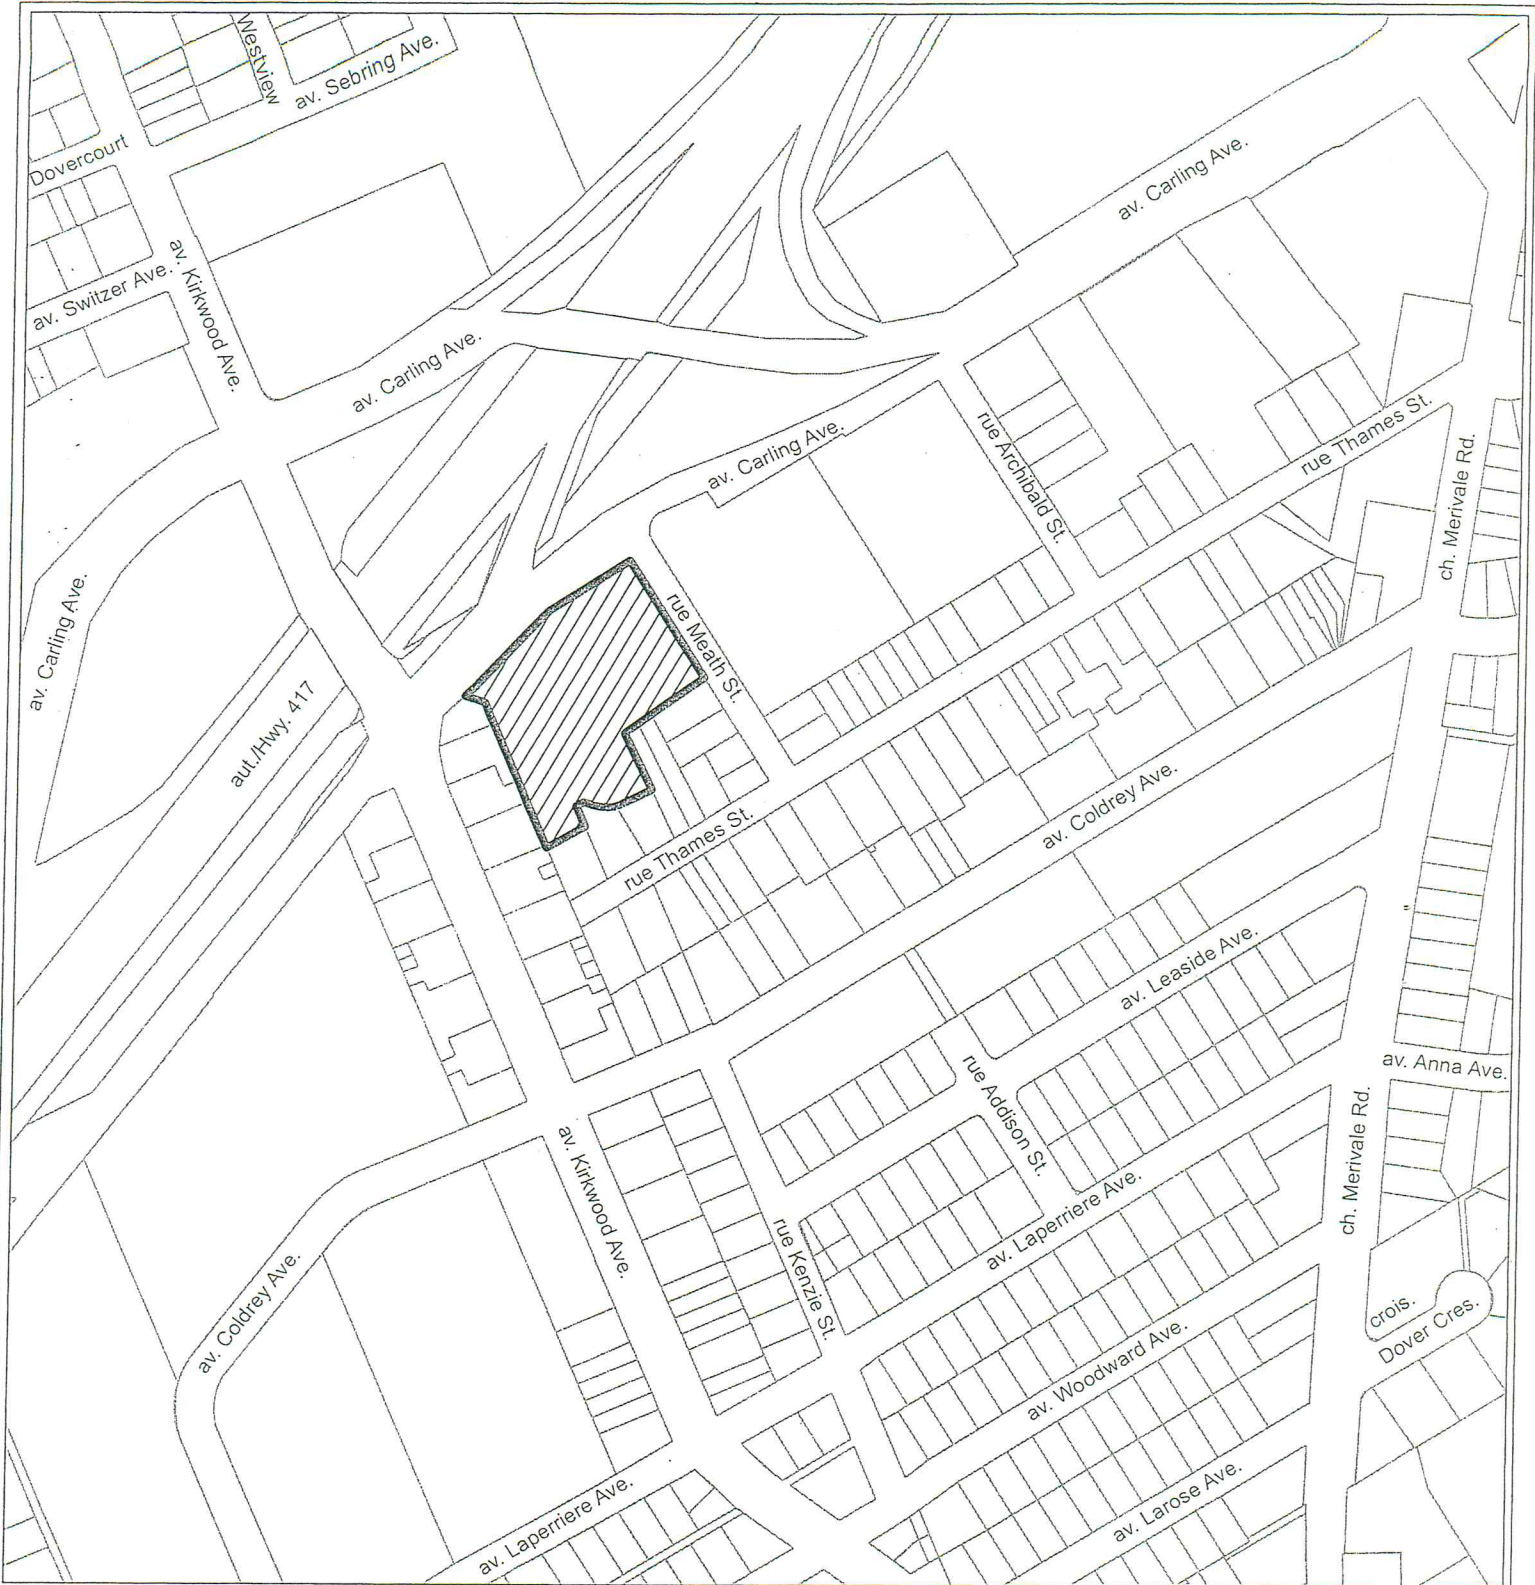 Westview
av. Sebring Ave.
Dovercourt
av. Carling Ave.
av. Switzer Ave.
av. Kirkwood Ave.
av. Carling Ave.
av. Carling Ave.
rue Archibald St.
rue Thames St.
ch. Merivale Rd.
av. Carling Ave.
rue Meath St.
aut./Hwy. 417
rue Thames St.
av. Coldrey Ave.
av. Leaside Ave.
av. Anna Ave.
rue Addison St.
av. Kirkwood Ave.
ch. Merivale Rd.
av. Laperriere Ave.
rue Kenzie St.
av. Coldrey Ave.
crois.
Dover Cres.
av. Woodward Ave.
av. Laperriere Ave.
av. Larose Ave.